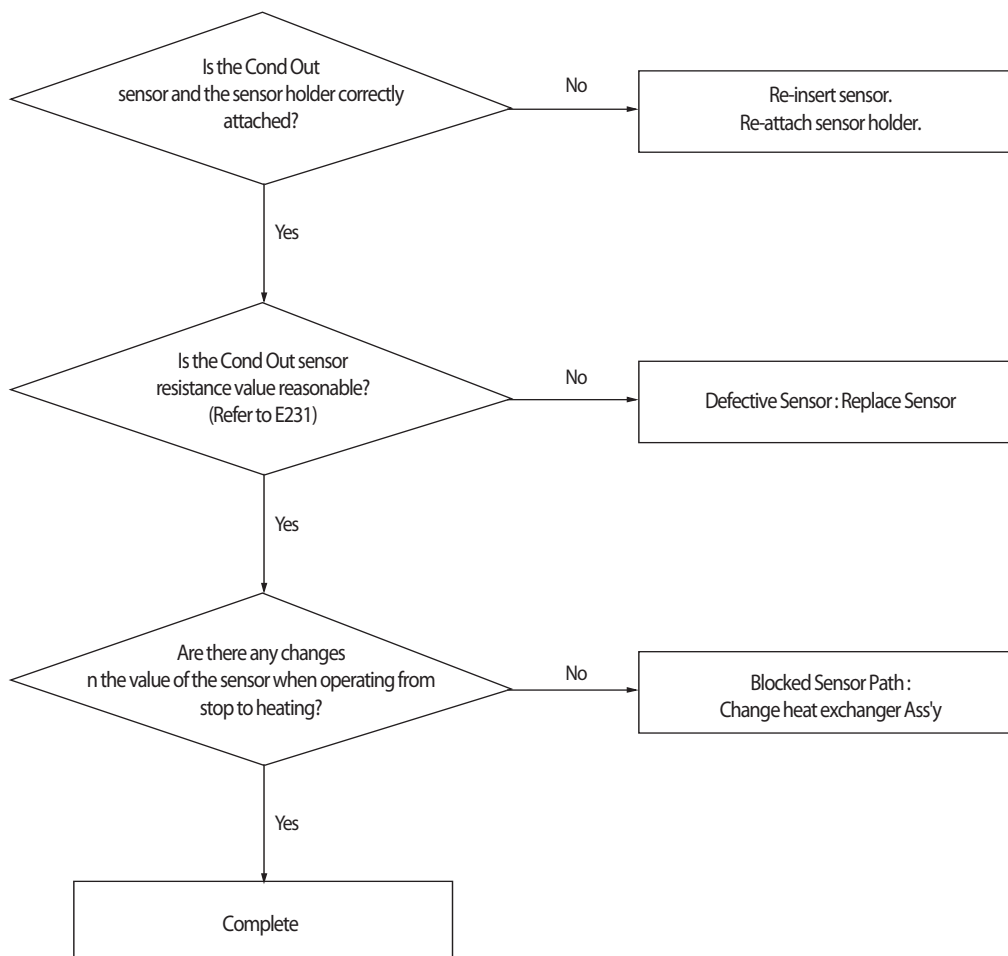 Is the Cond Out
sensor and the sensor holder correctly
attached?
No
Re-insert sensor.
Re-attach sensor holder.
Yes
Is the Cond Out sensor
resistance value reasonable?
(Refer to E231)
No
Defective Sensor : Replace Sensor
Yes
Are there any changes
n the value of the sensor when operating from
stop to heating?
No
Blocked Sensor Path :
Change heat exchanger Ass'y
Yes
Complete